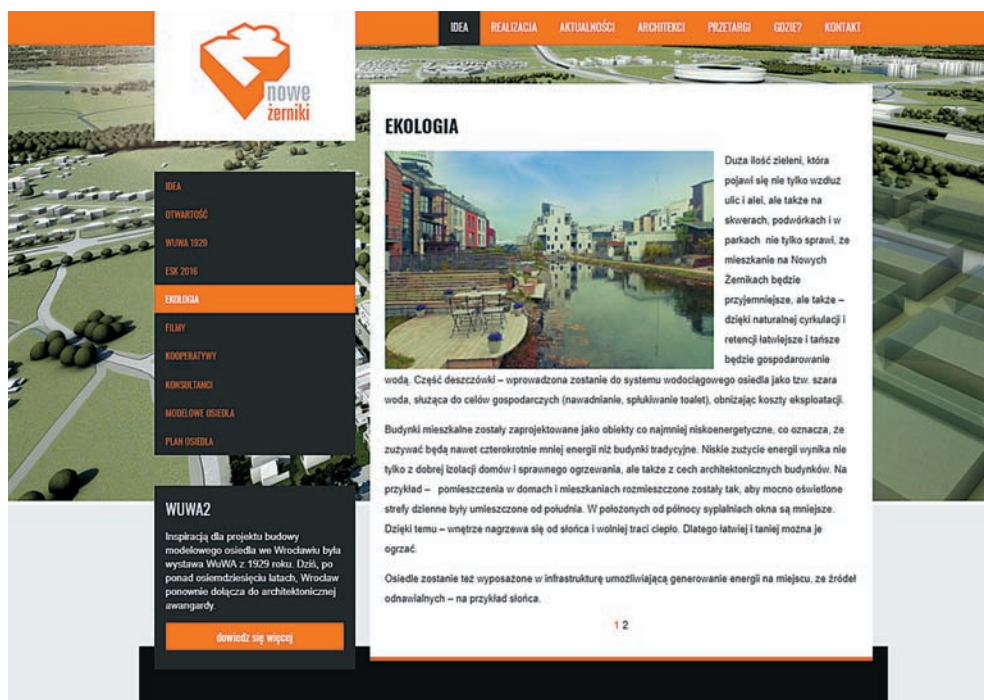 IDEA REALIZACJA AKTUALNOŚCI ARCHITEKCI PRZETARGI GDZIE? KONTAKT
nowe
żerniki
IDEA
OTWARTOŚĆ
WUWA 1929
ESK 2016
EKOLOGIA
FILMY
KOOPERATYWY
KONSULTANCI
MODELOWE OSIEDLA
PLAN OSIEDLA
WUWA2
Inspiracją dla projektu budowy
modelowego osiedla we Wrocławiu była
wystawa WuWA z 1929 roku. Dziś, po
ponad osiemdziesięciu latach, Wrocław
ponownie dołącza do architektonicznej
awangardy.
dowiedz się więcej
EKOLOGIA
Duża ilość zieleni, która
pojawi się nie tylko wzdłuż
ulic i alei, ale także na
skwerach, podwórkach i w
parkach nie tylko sprawi, że
mieszkanie na Nowych
Żernikach będzie
przyjemniejsze, ale także –
dzięki naturalnej cyrkulacji i
retencji łatwiejsze i tańsze
będzie gospodarowanie
wodą. Część deszczówki – wprowadzona zostanie do systemu wodociągowego osiedla jako tzw. szara
woda, służąca do celów gospodarczych (nawadnianie, spłukiwanie toalet), obniżając koszty eksploatacji.
Budynki mieszkalne zostały zaprojektowane jako obiekty co najmniej niskoenergetyczne, co oznacza, że
zużywać będą nawet czterokrotnie mniej energii niż budynki tradycyjne. Niskie zużycie energii wynika nie
tylko z dobrej izolacji domów i sprawnego ogrzewania, ale także z cech architektonicznych budynków. Na
przykład – pomieszczenia w domach i mieszkaniach rozmieszczone zostały tak, aby mocno oświetlone
strefy dzienne były umieszczone od południa. W położonych od północy sypialniach okna są mniejsze.
Dzięki temu – wnętrze nagrzewa się od słońca i wolniej traci ciepło. Dlatego łatwiej i taniej można je
ogrzać.
Osiedle zostanie też wyposażone w infrastrukturę umożliwiającą generowanie energii na miejscu, ze źródeł
odnawialnych – na przykład słońca.
1 2